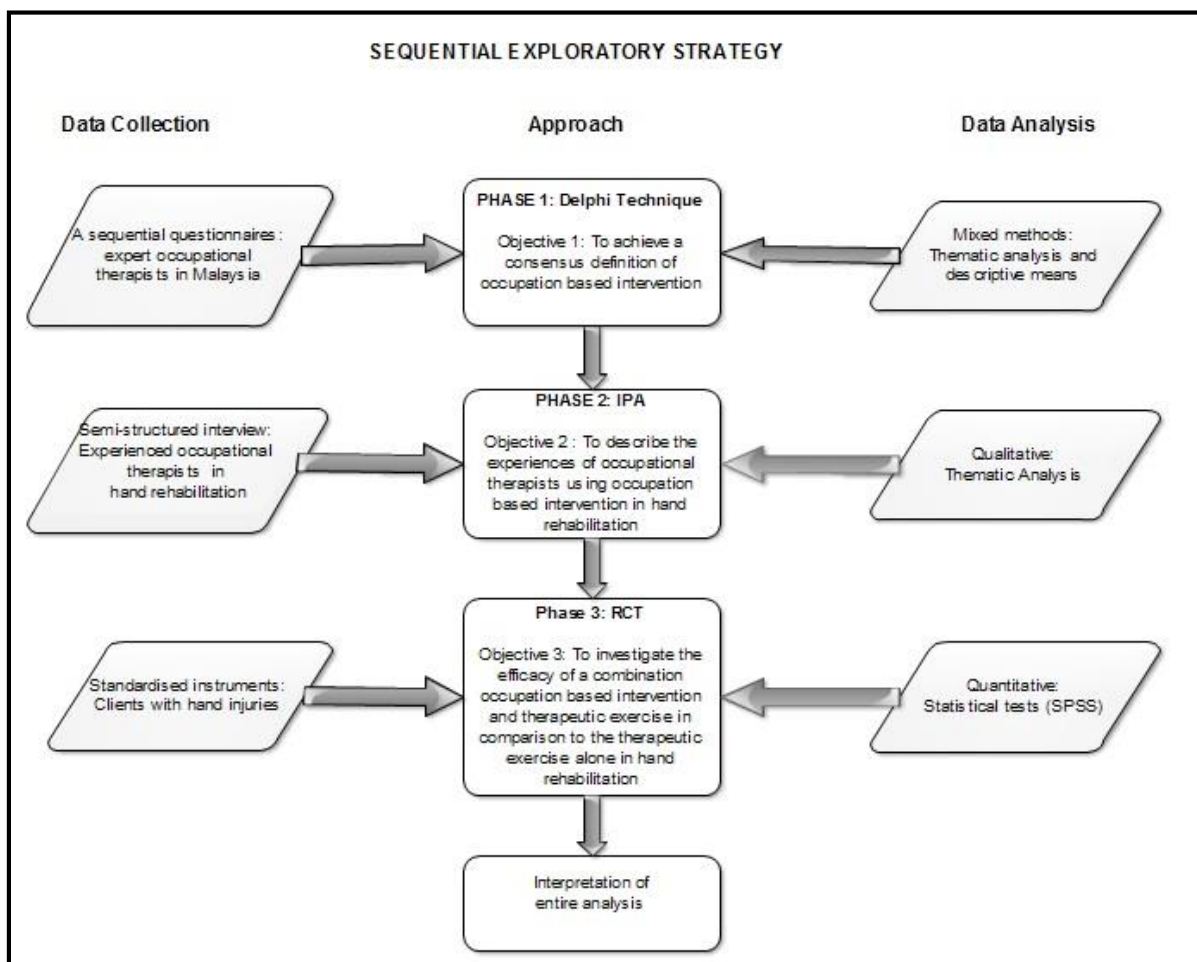 SEQUENTIAL EXPLORATORY STRATEGY
Data Collection
Approach
Data Analysis
A sequential questionnaires :
expert occupational
therapists in Malaysia
PHASE 1: Delphi Technique
Objective 1: To achieve a
consensus definition of
occupation based intervention
Mixed methods:
Thematic analysis and
descriptive means
Semi-structured interview:
Experienced occupational
therapists in
hand rehabilitation
PHASE 2: IPA
Objective 2 : To describe the
experiences of occupational
therapists using occupation
based intervention in hand
rehabilitation
Qualitative:
Thematic Analysis
Standardised instruments:
Clients with hand injuries
Phase 3: RCT
Objective 3: To investigate the
efficacy of a combination
occupation based intervention
and therapeutic exercise in
comparison to the therapeutic
exercise alone in hand
rehabilitation
Quantitative:
Statistical tests (SPSS)
Interpretation of
entire analysis